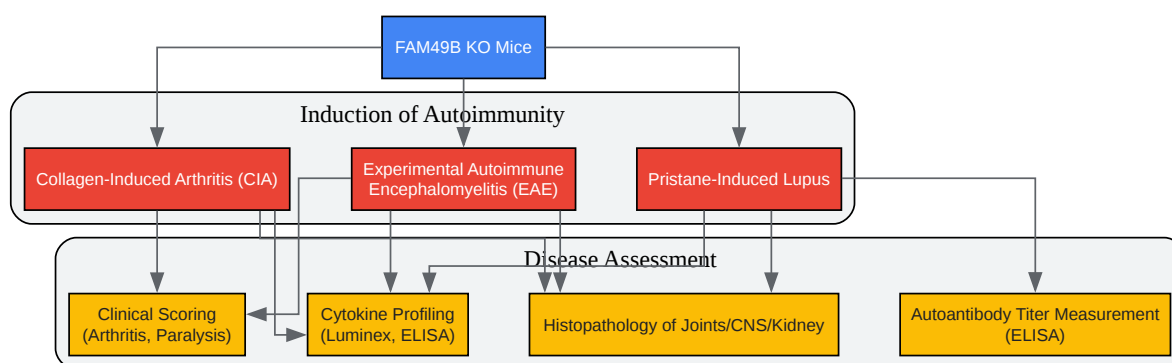 FAM49B KO Mice
Induction of Autoimmunity
Collagen-Induced Arthritis (CIA)
Experimental Autoimmune
Encephalomyelitis (EAE)
Pristane-Induced Lupus
Disease Assessment
Clinical Scoring
(Arthritis, Paralysis)
Cytokine Profiling
(Luminex, ELISA)
Histopathology of Joints/CNS/Kidney
Autoantibody Titer Measurement
(ELISA)